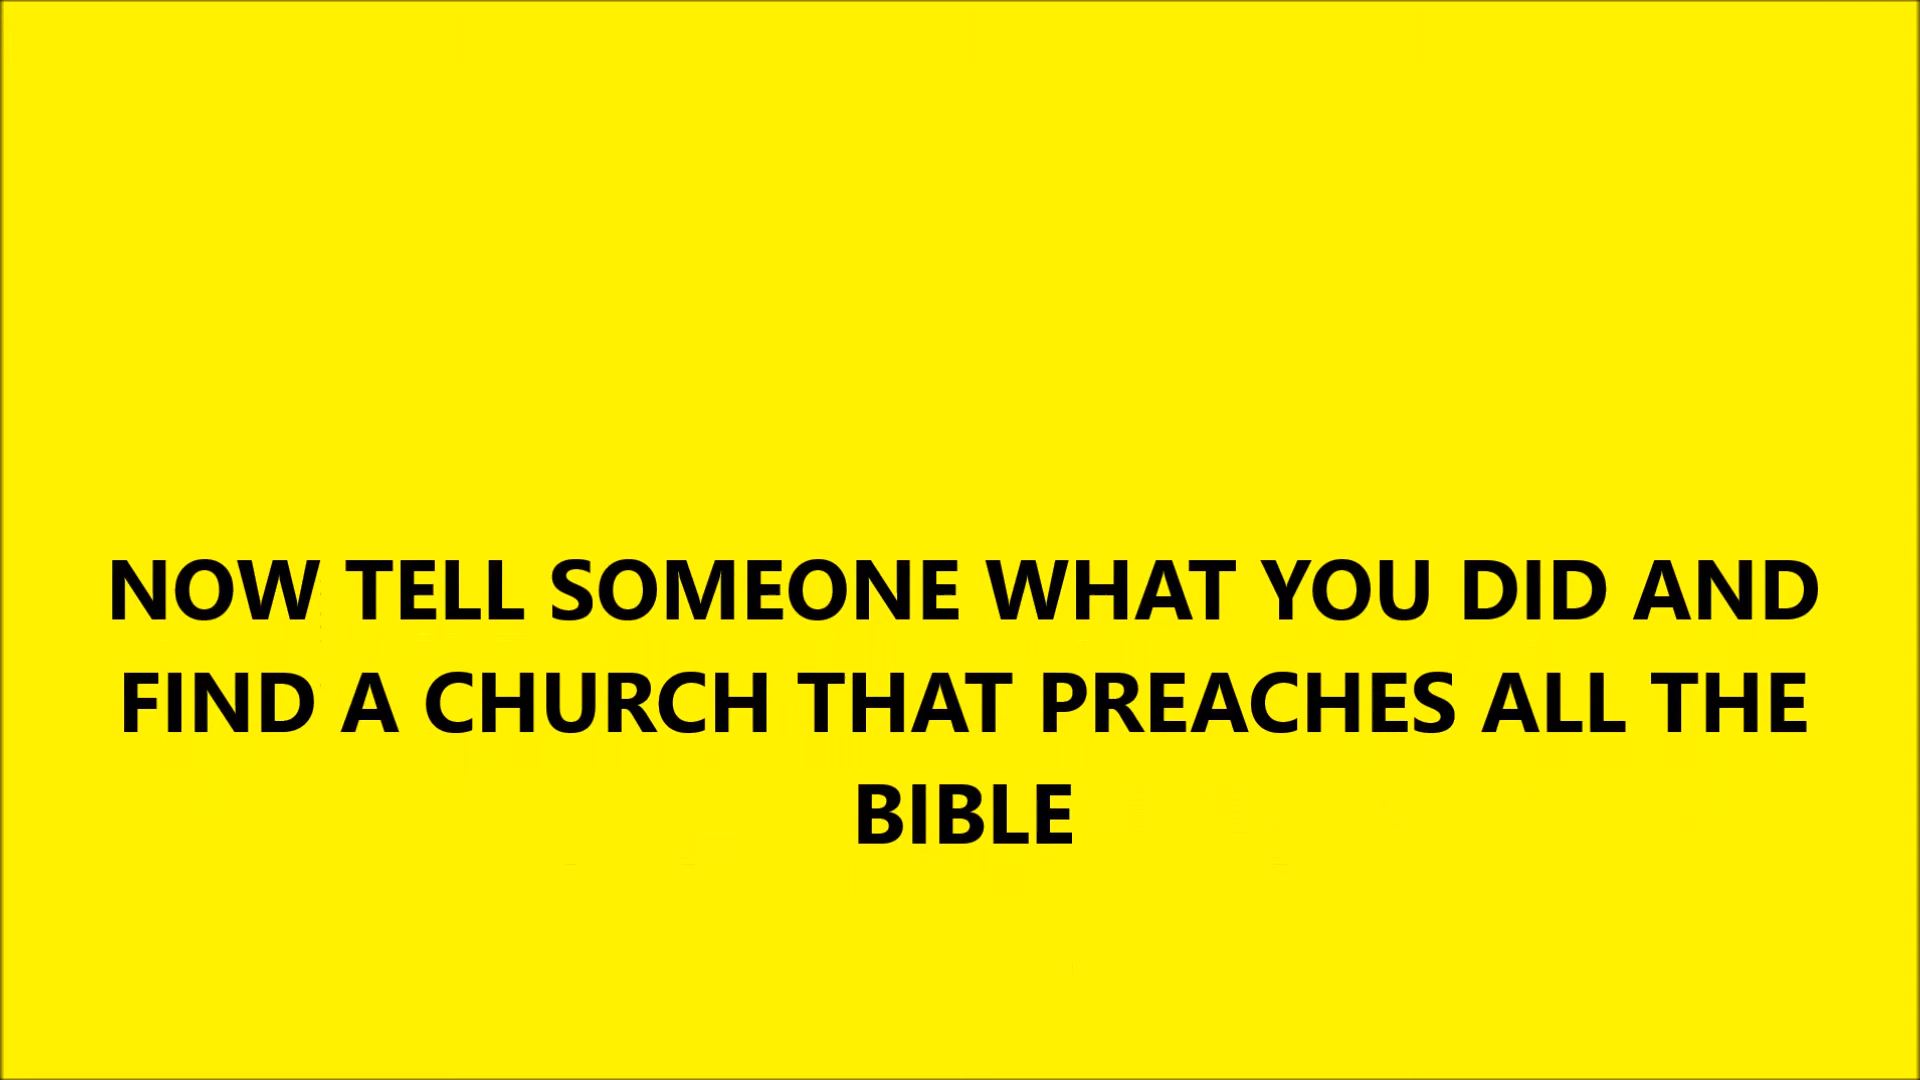 NOW TELL SOMEONE WHAT YOU DID AND
FIND A CHURCH THAT PREACHES ALL THE
BIBLE